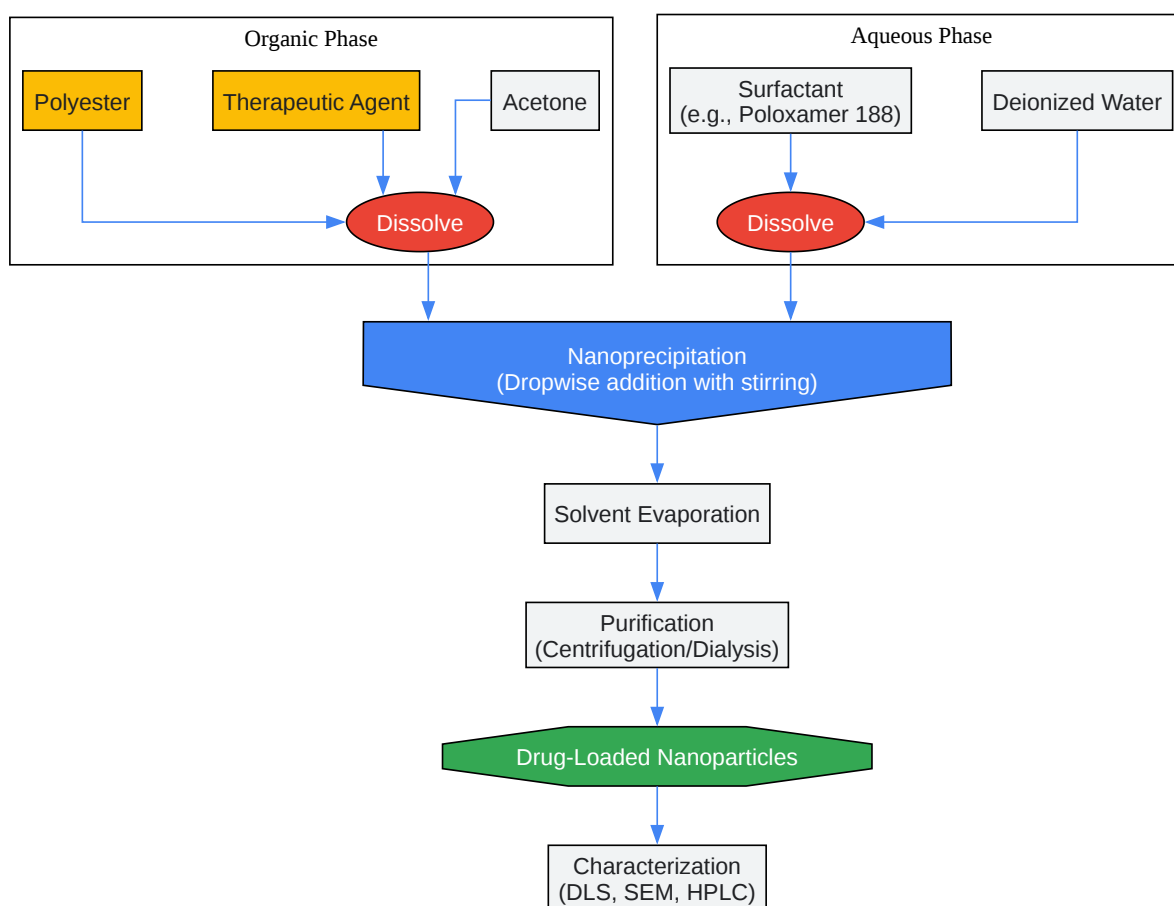 Organic Phase
Polyester
Therapeutic Agent
Acetone
Dissolve
Aqueous Phase
Surfactant
(e.g., Poloxamer 188)
Deionized Water
Dissolve
Nanoprecipitation
(Dropwise addition with stirring)
Solvent Evaporation
Purification
(Centrifugation/Dialysis)
Drug-Loaded Nanoparticles
Characterization
(DLS, SEM, HPLC)